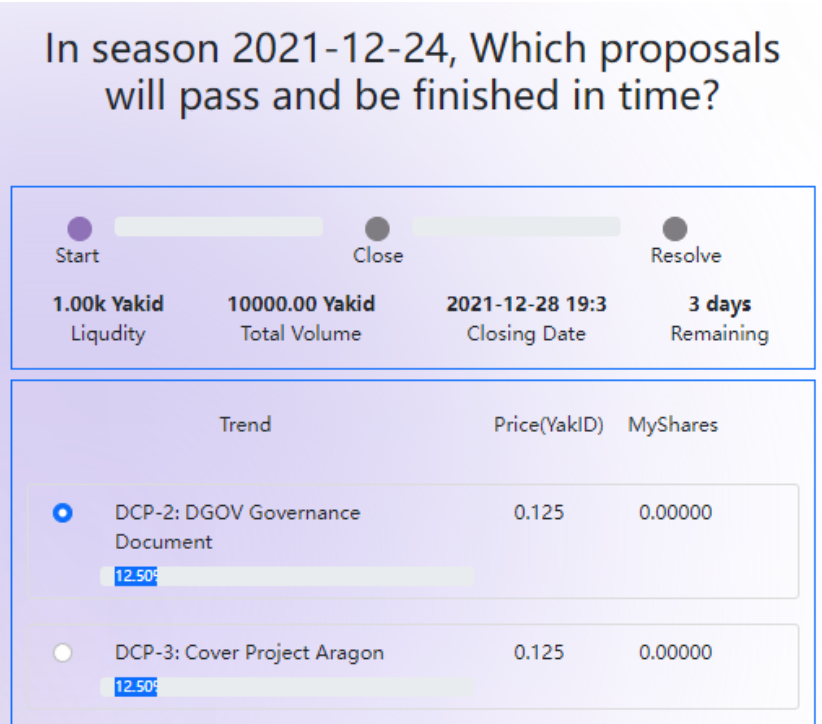 In season 2021-12-24, Which proposals
will pass and be finished in time?
Start
Close
Resolve
1.00k Yakid
10000.00 Yakid
2021-12-28 19:3
3 days
Liqudity
Total Volume
Closing Date
Remaining
Trend
Price(YakID)
MyShares
DCP-2: DGOV Governance
Document
0.125
0.00000
12.50%
DCP-3: Cover Project Aragon
0.125
0.00000
12.50%